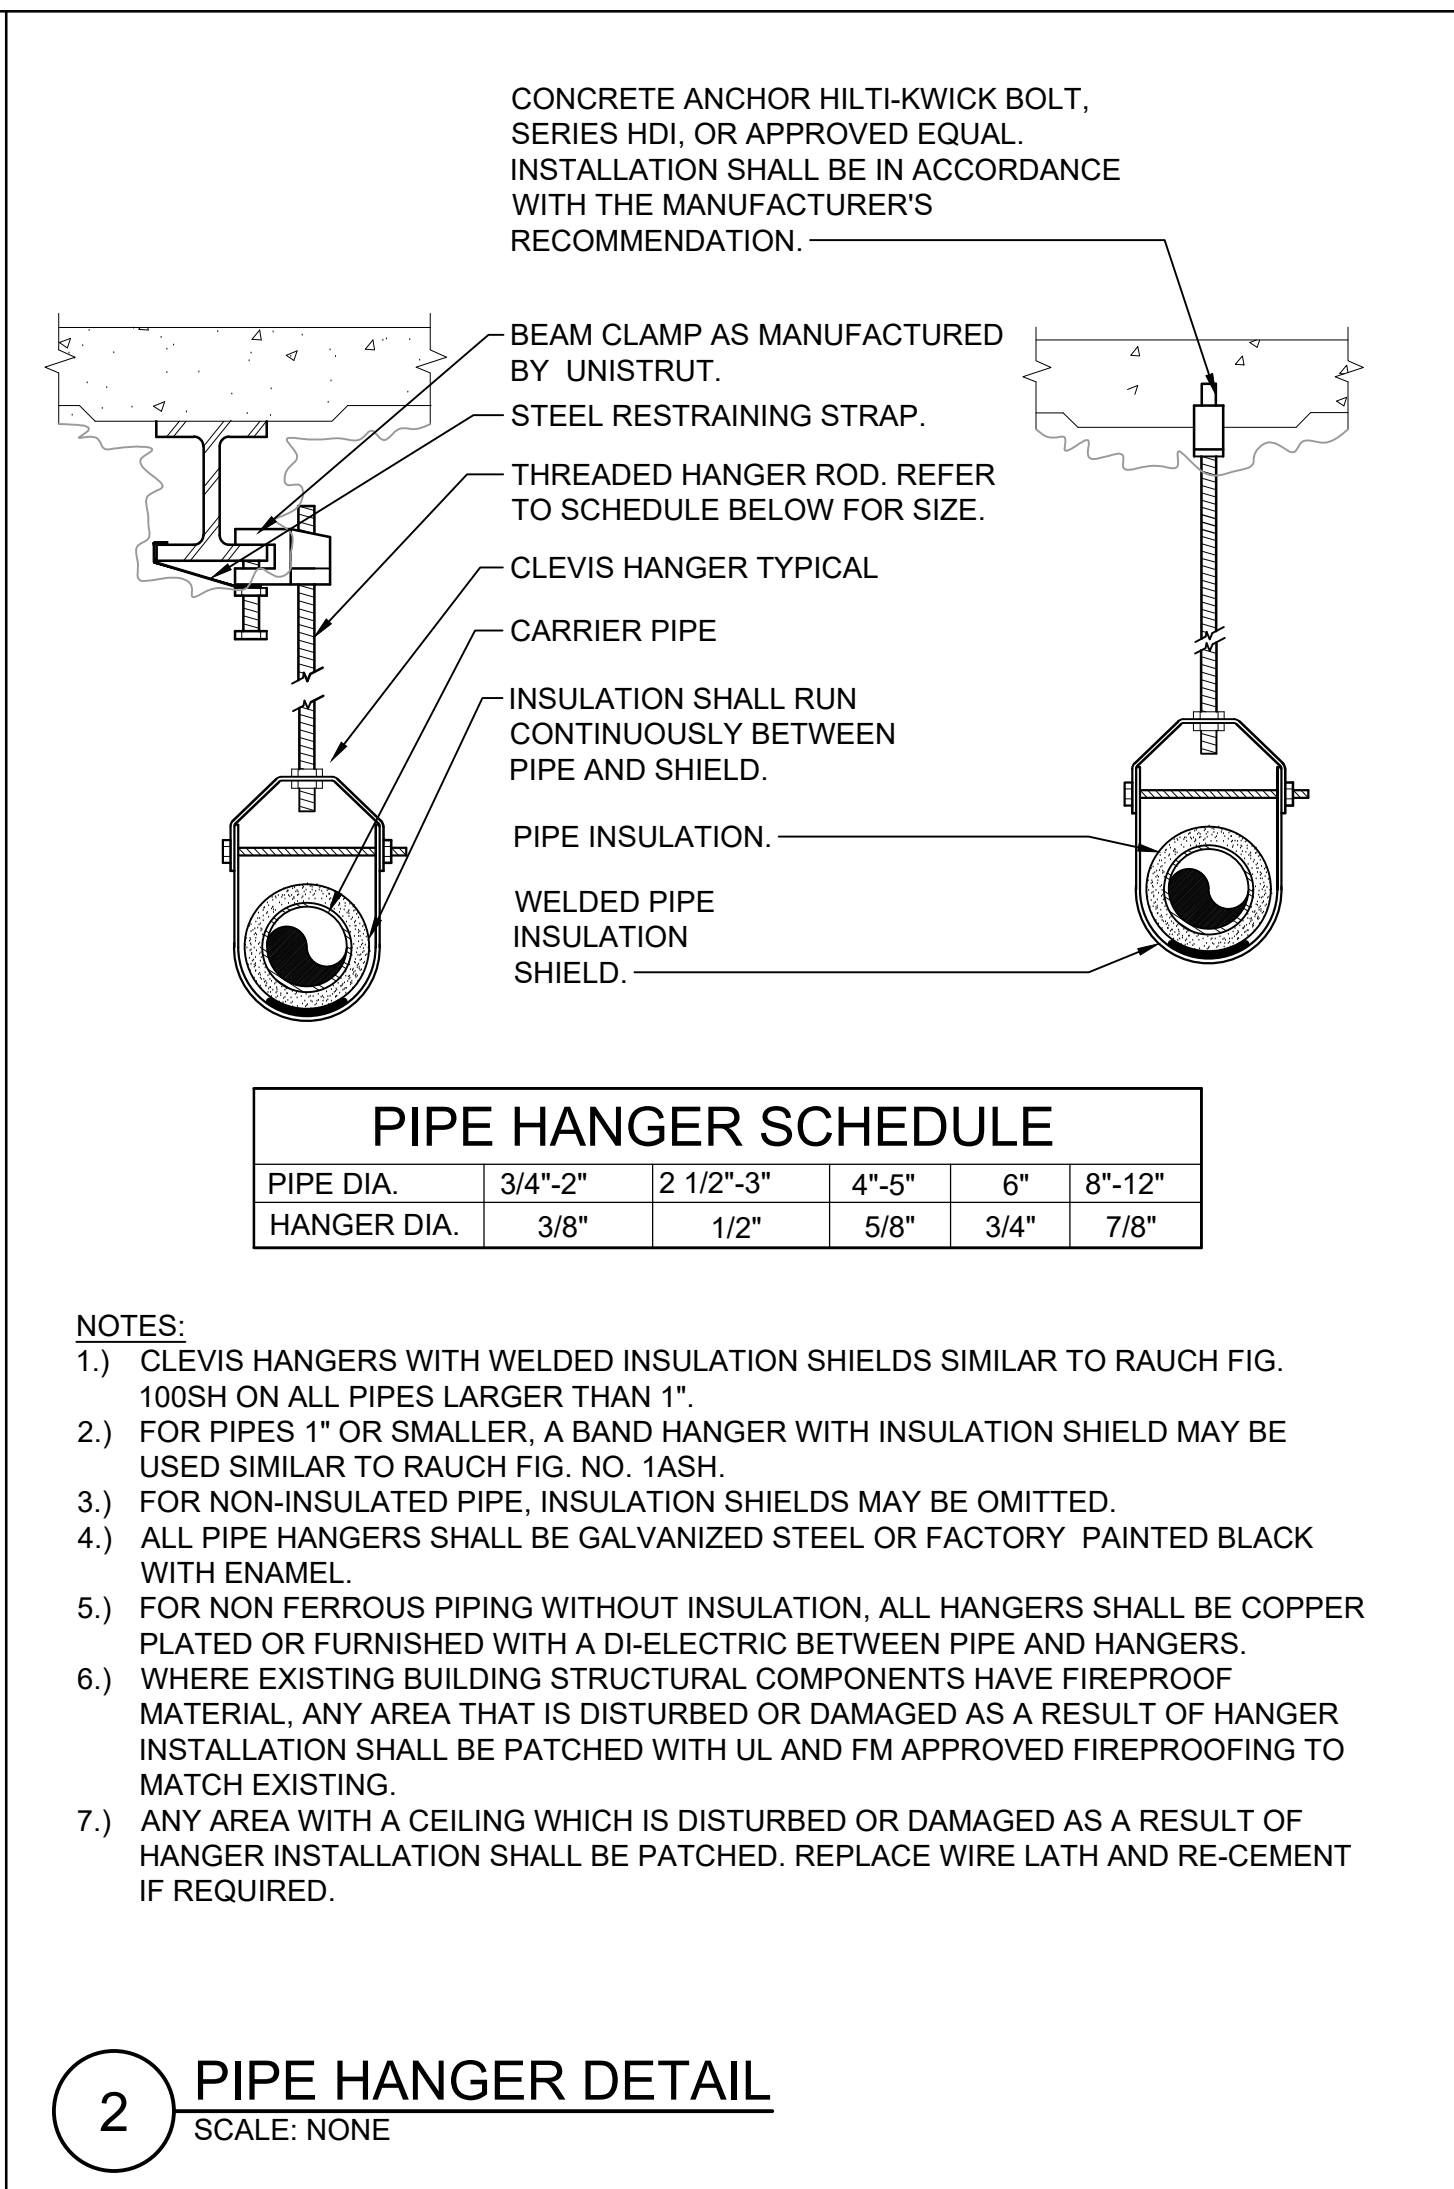 CONCRETE ANCHOR HILTI-KWICK BOLT,
SERIES HDI, OR APPROVED EQUAL.
INSTALLATION SHALL BE IN ACCORDANCE
WITH THE MANUFACTURER'S
RECOMMENDATION.
BEAM CLAMP AS MANUFACTURED
BY UNISTRUT.
STEEL RESTRAINING STRAP.
THREADED HANGER ROD. REFER
TO SCHEDULE BELOW FOR SIZE.
CLEVIS HANGER TYPICAL
CARRIER PIPE
INSULATION SHALL RUN
CONTINUOUSLY BETWEEN
PIPE AND SHIELD.
PIPE INSULATION.
WELDED PIPE
INSULATION
SHIELD.
PIPE HANGER SCHEDULE
PIPE DIA. 3/4"-2" 2 1/2"-3" 4"-5" 6" 8"-12"
HANGER DIA. 3/8" 1/2" 5/8" 3/4" 7/8"
NOTES:
1.) CLEVIS HANGERS WITH WELDED INSULATION SHIELDS SIMILAR TO RAUCH FIG.
100SH ON ALL PIPES LARGER THAN 1".
2.) FOR PIPES 1" OR SMALLER, A BAND HANGER WITH INSULATION SHIELD MAY BE
USED SIMILAR TO RAUCH FIG. NO. 1ASH.
3.) FOR NON-INSULATED PIPE, INSULATION SHIELDS MAY BE OMITTED.
4.) ALL PIPE HANGERS SHALL BE GALVANIZED STEEL OR FACTORY PAINTED BLACK
WITH ENAMEL.
5.) FOR NON FERROUS PIPING WITHOUT INSULATION, ALL HANGERS SHALL BE COPPER
PLATED OR FURNISHED WITH A DI-ELECTRIC BETWEEN PIPE AND HANGERS.
6.) WHERE EXISTING BUILDING STRUCTURAL COMPONENTS HAVE FIREPROOF
MATERIAL, ANY AREA THAT IS DISTURBED OR DAMAGED AS A RESULT OF HANGER
INSTALLATION SHALL BE PATCHED WITH UL AND FM APPROVED FIREPROOFING TO
MATCH EXISTING.
7.) ANY AREA WITH A CEILING WHICH IS DISTURBED OR DAMAGED AS A RESULT OF
HANGER INSTALLATION SHALL BE PATCHED. REPLACE WIRE LATH AND RE-CEMENT
IF REQUIRED.
2 PIPE HANGER DETAIL
SCALE: NONE